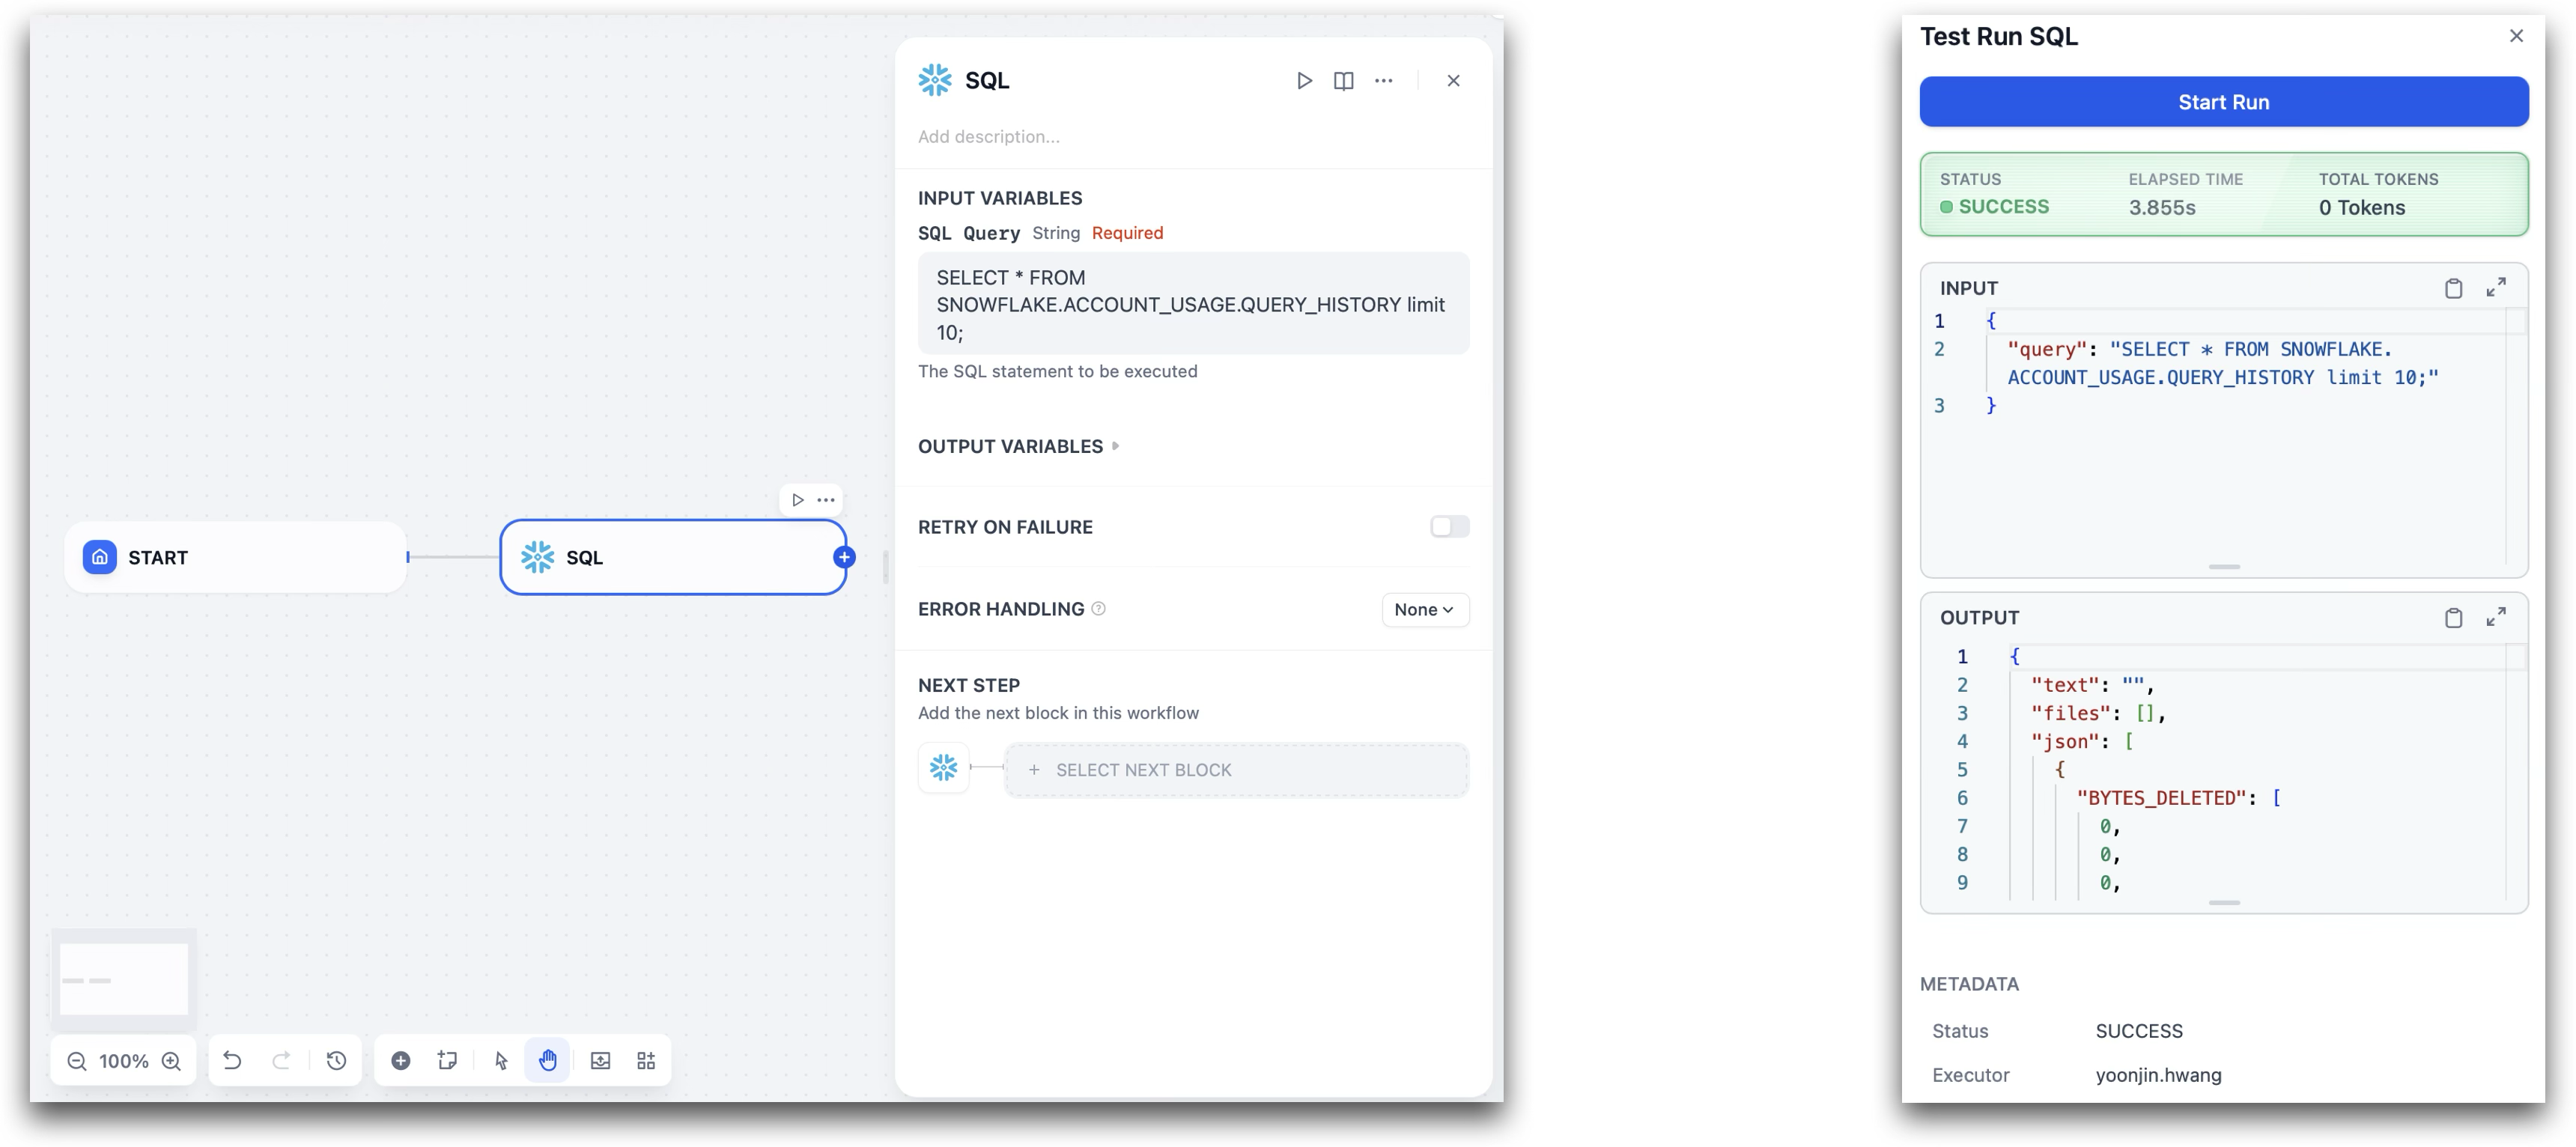 SQL
Add description...
INPUT VARIABLES
SQL Query String Required
SELECT * FROM
SNOWFLAKE.ACCOUNT_USAGE.QUERY_HISTORY limit
10;
The SQL statement to be executed
OUTPUT VARIABLES
RETRY ON FAILURE
ERROR HANDLING None
NEXT STEP
Add the next block in this workflow
+ SELECT NEXT BLOCK
START
SQL
100%
Test Run SQL
Start Run
STATUS ELAPSED TIME TOTAL TOKENS
SUCCESS 3.855s 0 Tokens
INPUT
1 {
2 "query": "SELECT * FROM SNOWFLAKE.
ACCOUNT_USAGE.QUERY_HISTORY limit 10;"
3 }
OUTPUT
1 {
2 "text": "",
3 "files": [],
4 "json": [
5 {
6 "BYTES_DELETED": [
7 0,
8 0,
9 0,
METADATA
Status SUCCESS
Executor yoonjin.hwang